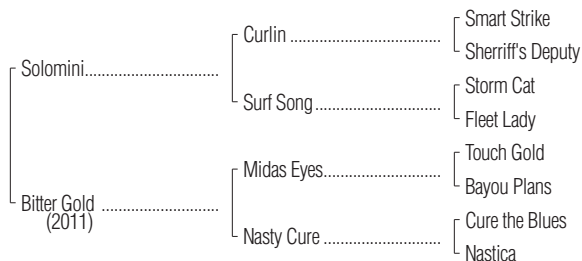 Smart Strike
Curlin
Sherriff's Deputy
Solomini
Storm Cat
Surf Song
Fleet Lady
Touch Gold
Midas Eyes
Bayou Plans
Bitter Gold
(2011)
Cure the Blues
Nasty Cure
Nastica